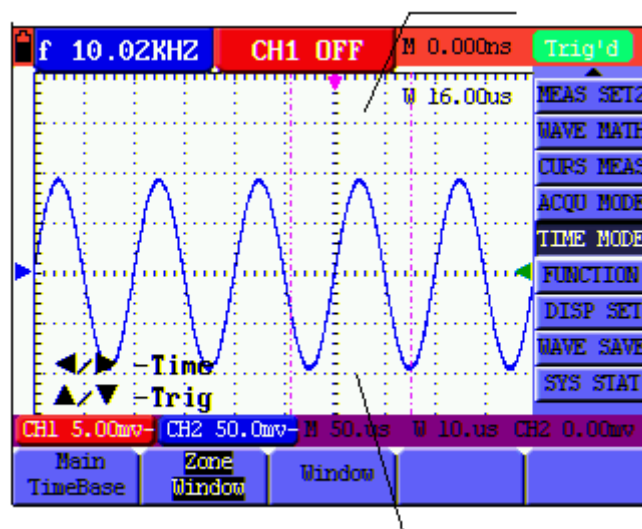 f 10.02KHZ CH1 OFF M 0.000ns Trig'd
W 16.00us
MEAS SET2
WAVE MATH
CURS MEAS
ACQU MODE
TIME MODE
FUNCTION
DISP SET
WAVE SAVE
SYS STAT
◀/▶ -Time
▲/▼ -Trig
CH1 5.00mv- CH2 50.0mv- M 50.us W 10.us CH2 0.00mv
Main TimeBase
Zone Window
Window